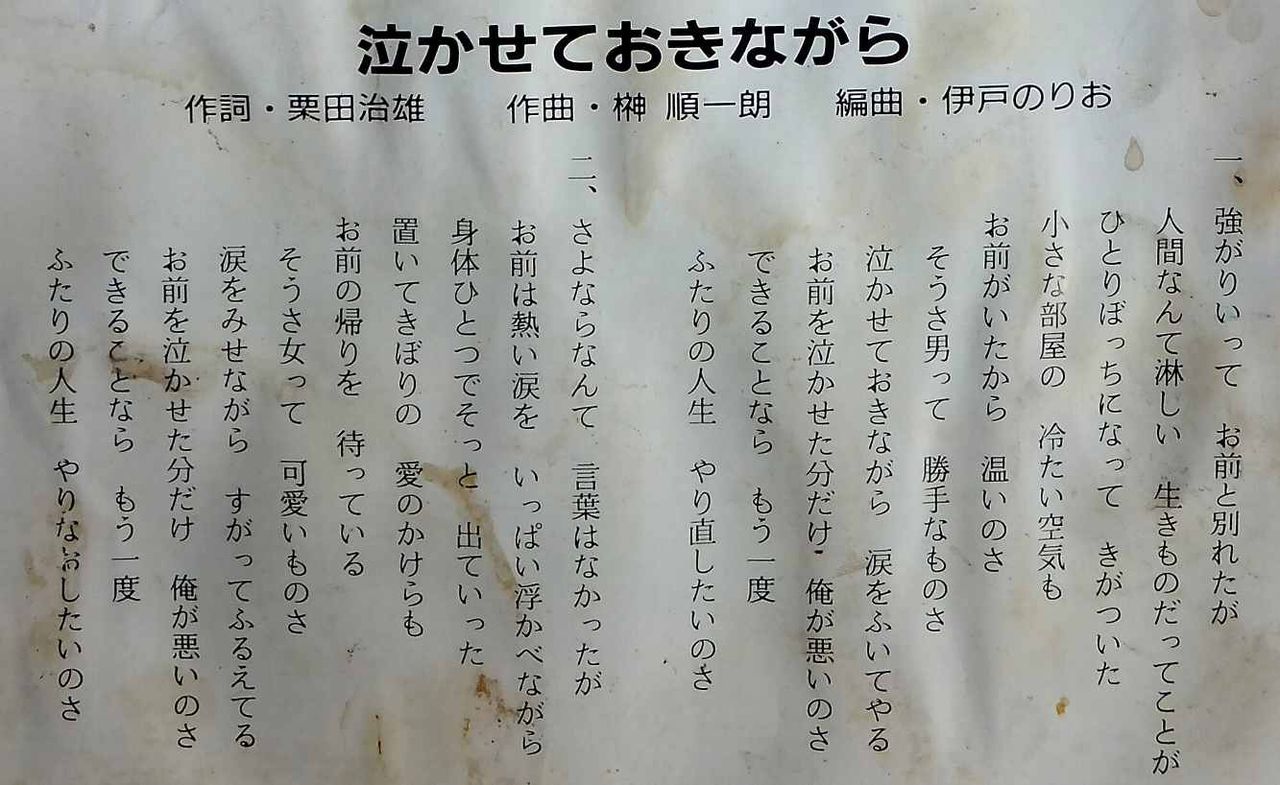 泣かせておきながら
作詞・栗田治雄　作曲・榊 順一朗　編曲・伊戸のりお
一、強がりいって　お前と別れたが
人間なんて淋しい　生きものだってことが
ひとりぼっちになって　きがついた
小さな部屋の　冷たい空気も
お前がいたから　温いのさ
そうさ男って　勝手なものさ
泣かせておきながら　涙をふいてやる
お前を泣かせた分だけ　俺が悪いのさ
できることなら　もう一度
ふたりの人生　やり直したいのさ
二、さよならなんて　言葉はなかったが
お前は熱い涙を　いっぱい浮かべながら
身体ひとつでそっと　出ていった
置いてきぼりの　愛のかけらも
お前の帰りを　待っている
そうさ女って　可愛いものさ
涙をみせながら　すがってふるえてる
お前を泣かせた分だけ　俺が悪いのさ
できることなら　もう一度
ふたりの人生　やりなおしたいのさ